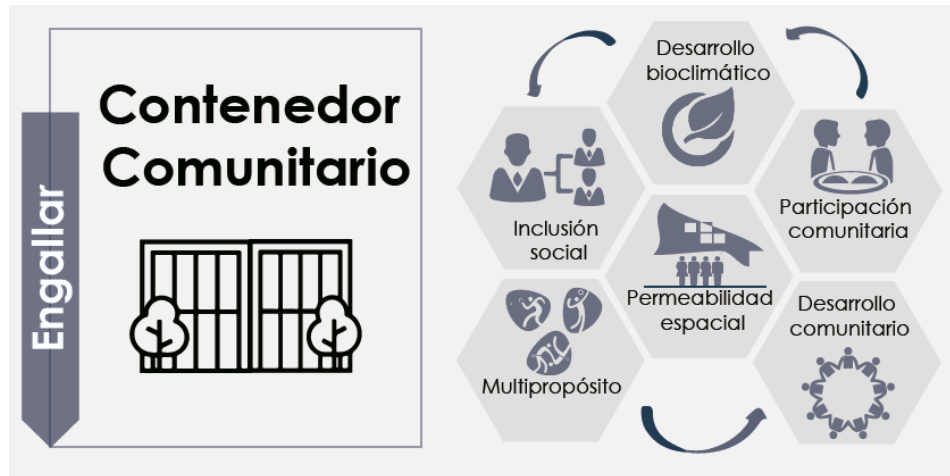 Engallar
Contenedor
Comunitario
Desarrollo
bioclimático
Inclusión
social
Participación
comunitaria
Permeabilidad
espacial
Multipropósito
Desarrollo
comunitario